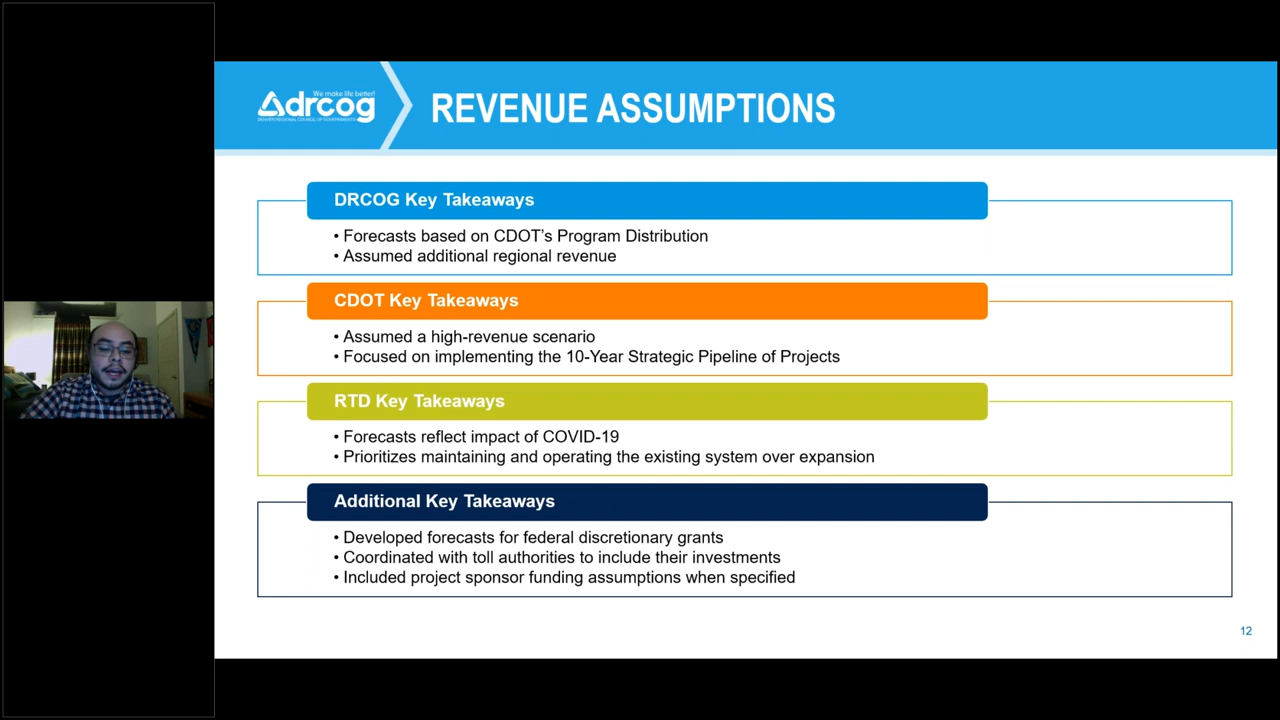 We make life better!
drcog
DENVER REGIONAL COUNCIL OF GOVERNMENTS
REVENUE ASSUMPTIONS
DRCOG Key Takeaways
• Forecasts based on CDOT's Program Distribution
• Assumed additional regional revenue
CDOT Key Takeaways
• Assumed a high-revenue scenario
• Focused on implementing the 10-Year Strategic Pipeline of Projects
RTD Key Takeaways
• Forecasts reflect impact of COVID-19
• Prioritizes maintaining and operating the existing system over expansion
Additional Key Takeaways
• Developed forecasts for federal discretionary grants
• Coordinated with toll authorities to include their investments
• Included project sponsor funding assumptions when specified
12